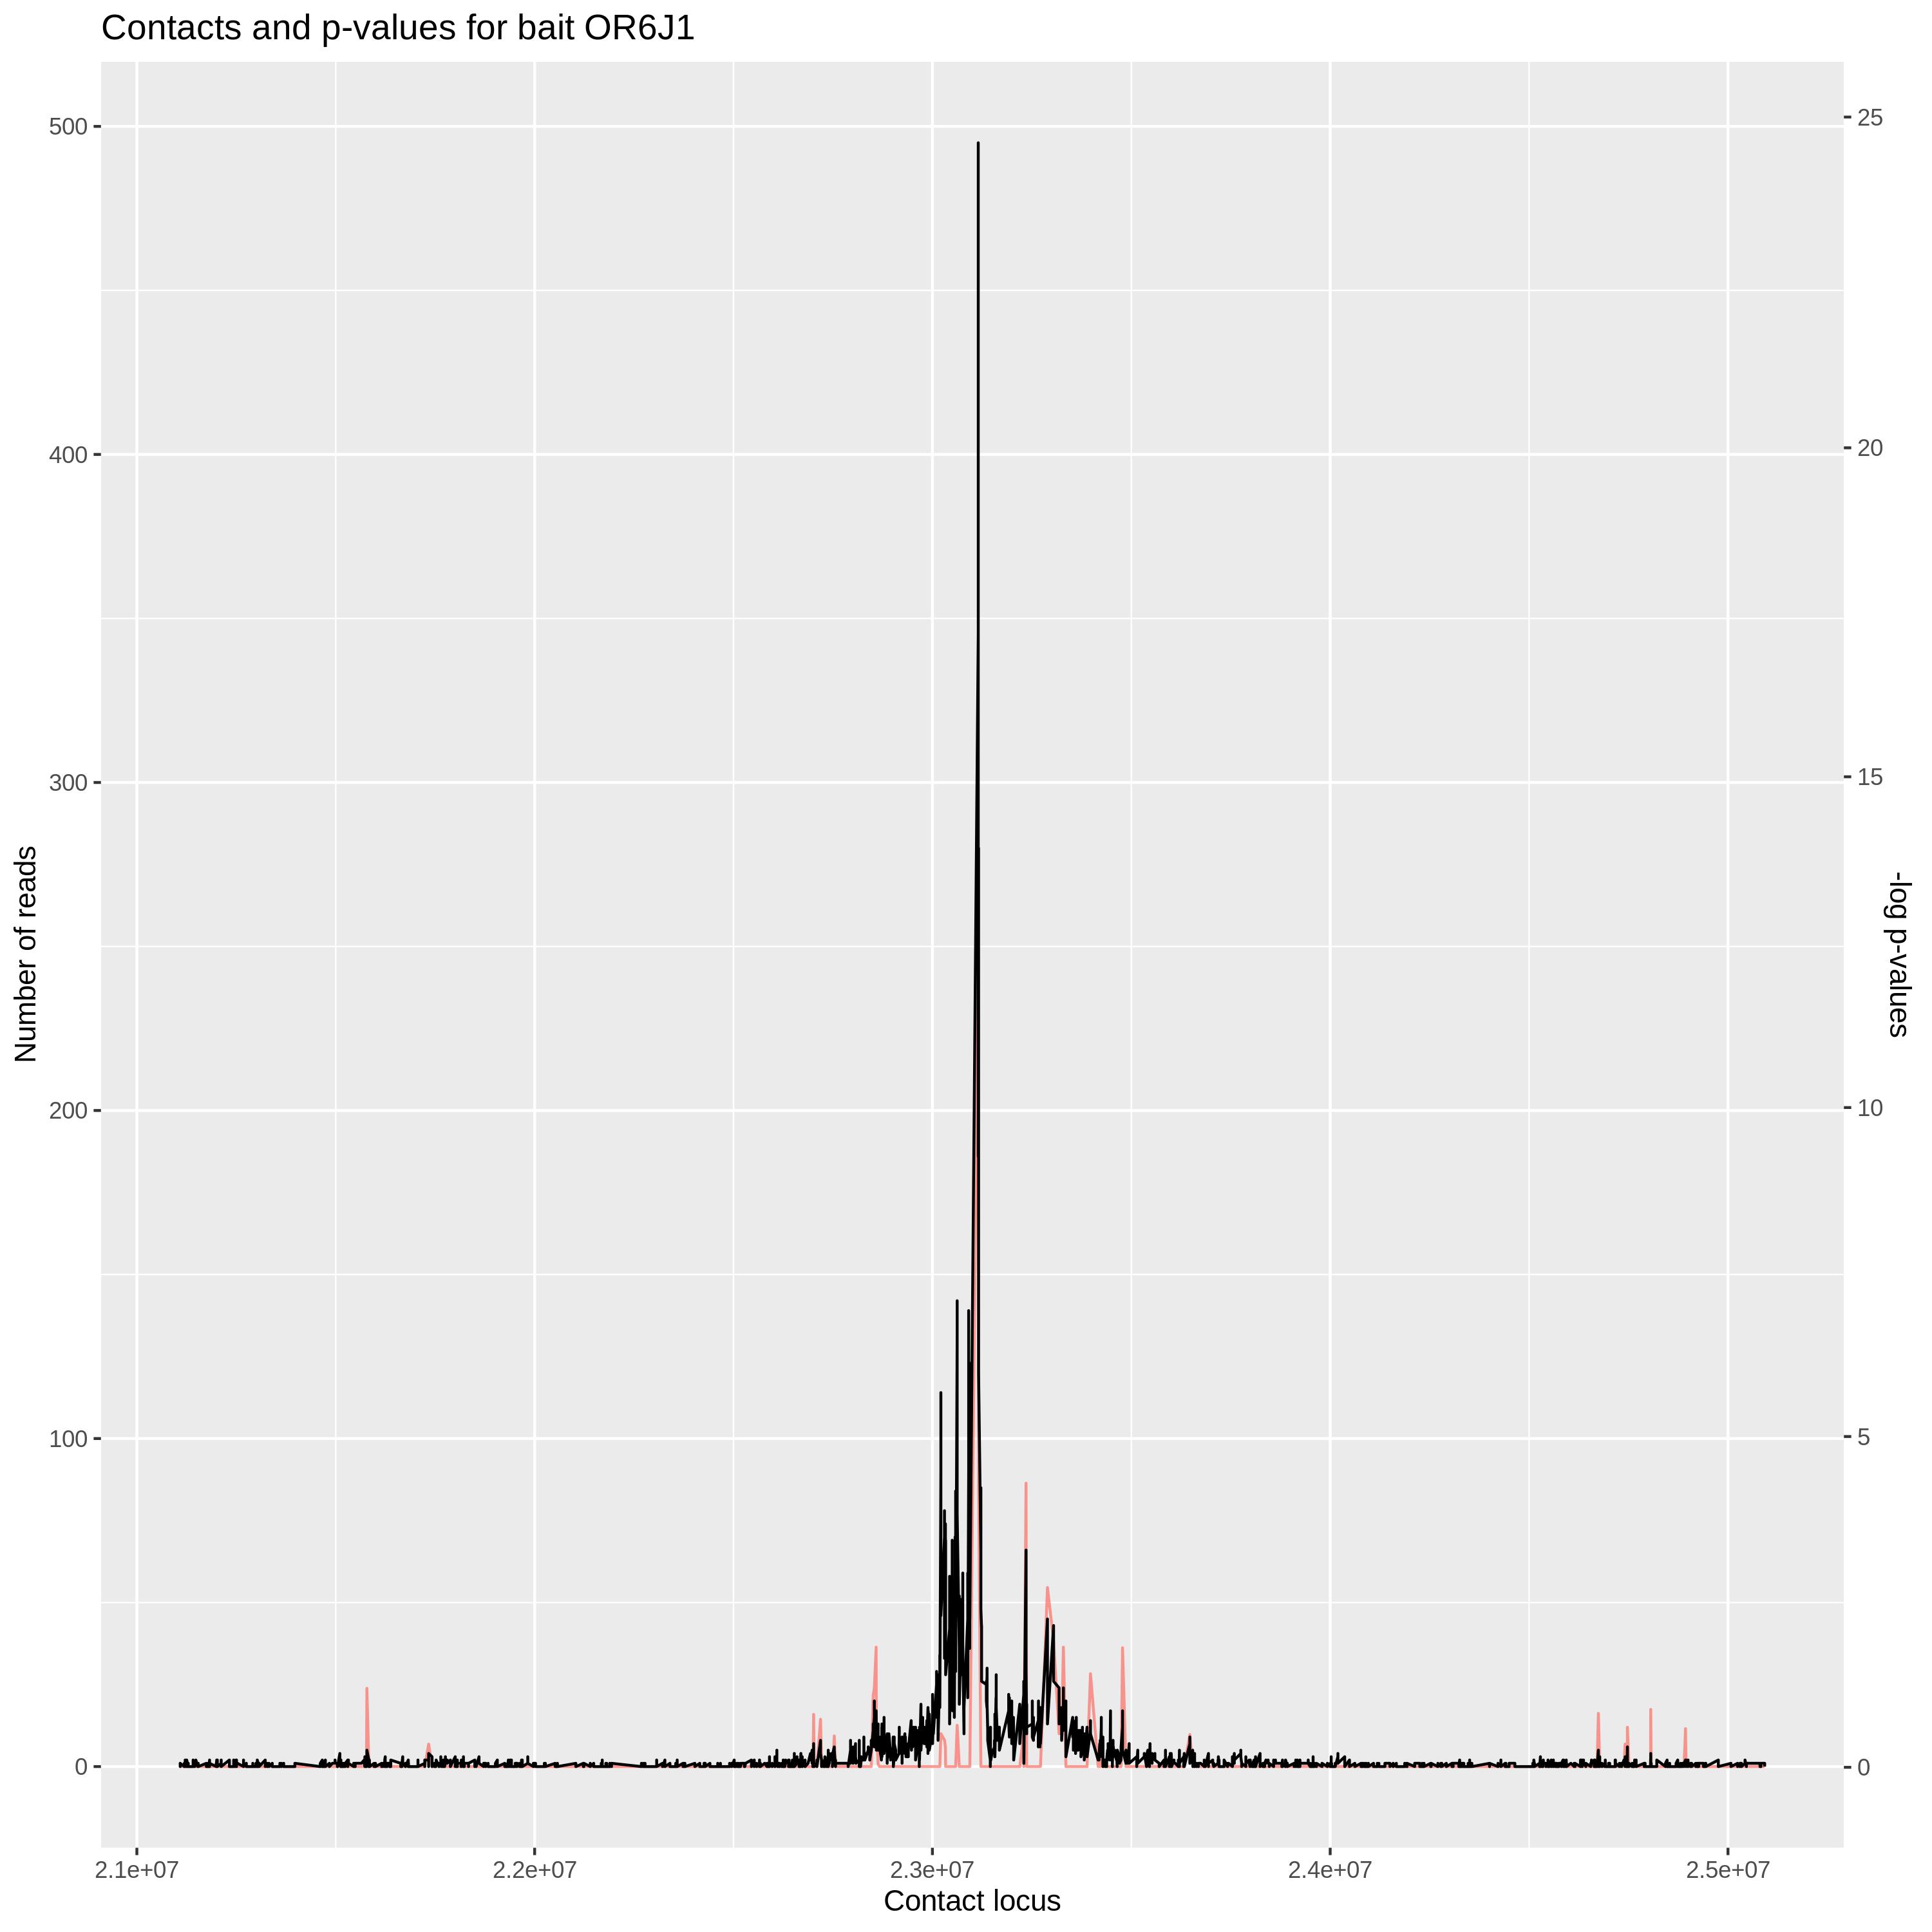 Contacts and p-values for bait OR6J1
500
400
300
200
100
0
Number of reads
25
20
15
10
5
0
-log p-values
2.1e+07
2.2e+07
2.3e+07
2.4e+07
2.5e+07
Contact locus